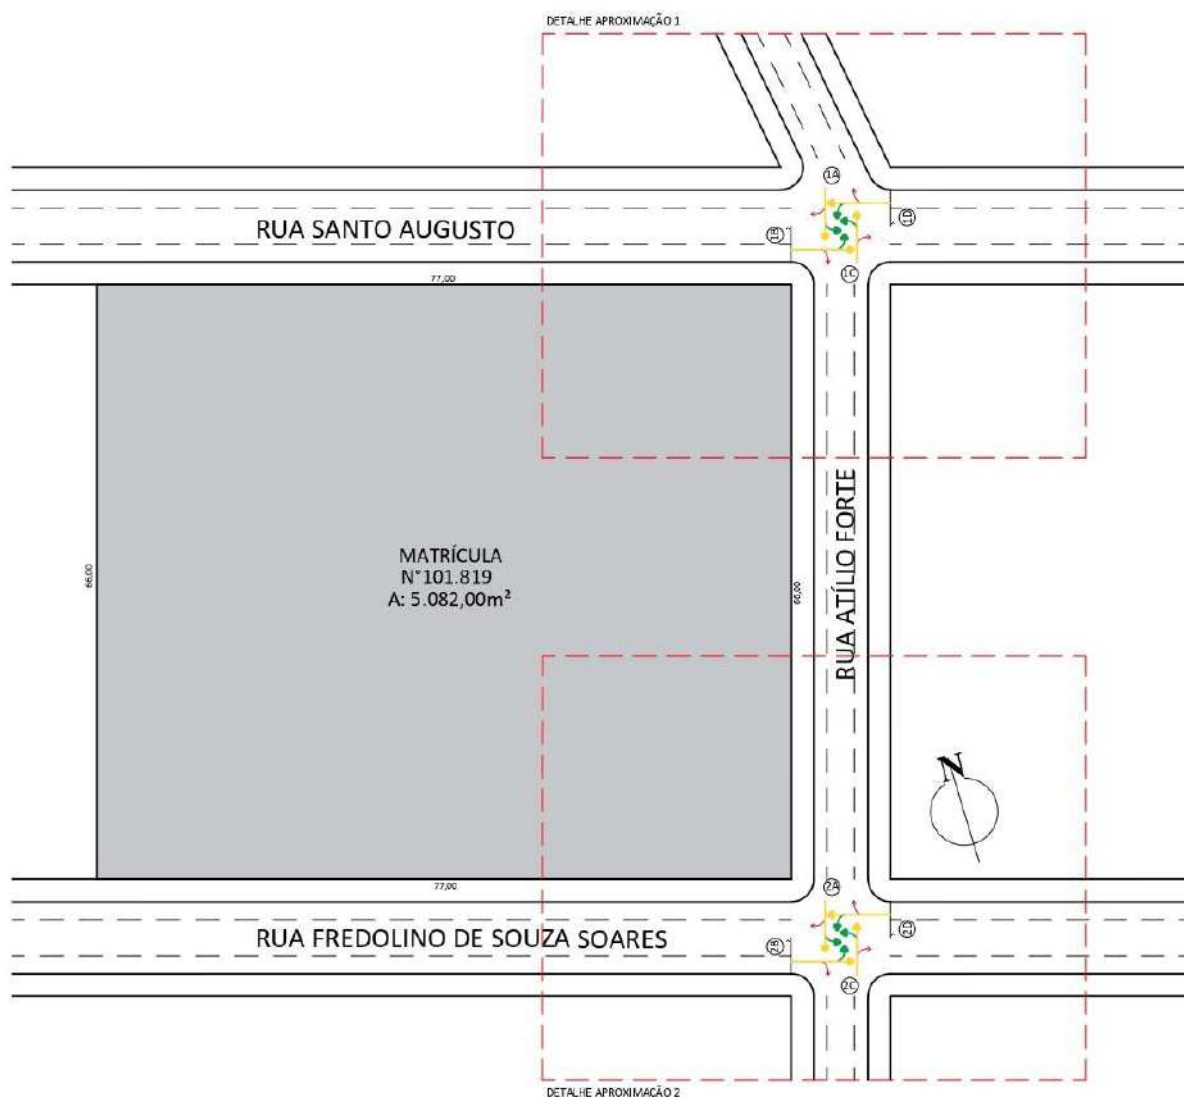 DETALHE APROXIMAÇÃO 1
1A
RUA SANTO AUGUSTO
1B
1D
1C
77,00
MATRÍCULA
N°101.819
A: 5.082,00m²
66,00
66,00
RUA ATÍLIO FORTE
N
77,00
2A
RUA FREDOLINO DE SOUZA SOARES
2B
2D
2C
DETALHE APROXIMAÇÃO 2